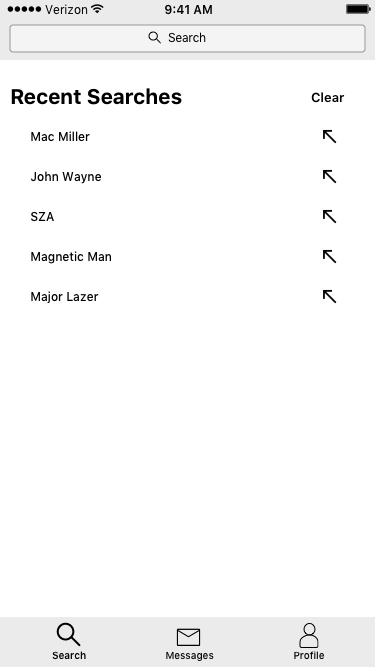 Verizon 9:41 AM
Search
Recent Searches Clear
Mac Miller
John Wayne
SZA
Magnetic Man
Major Lazer
Search Messages Profile